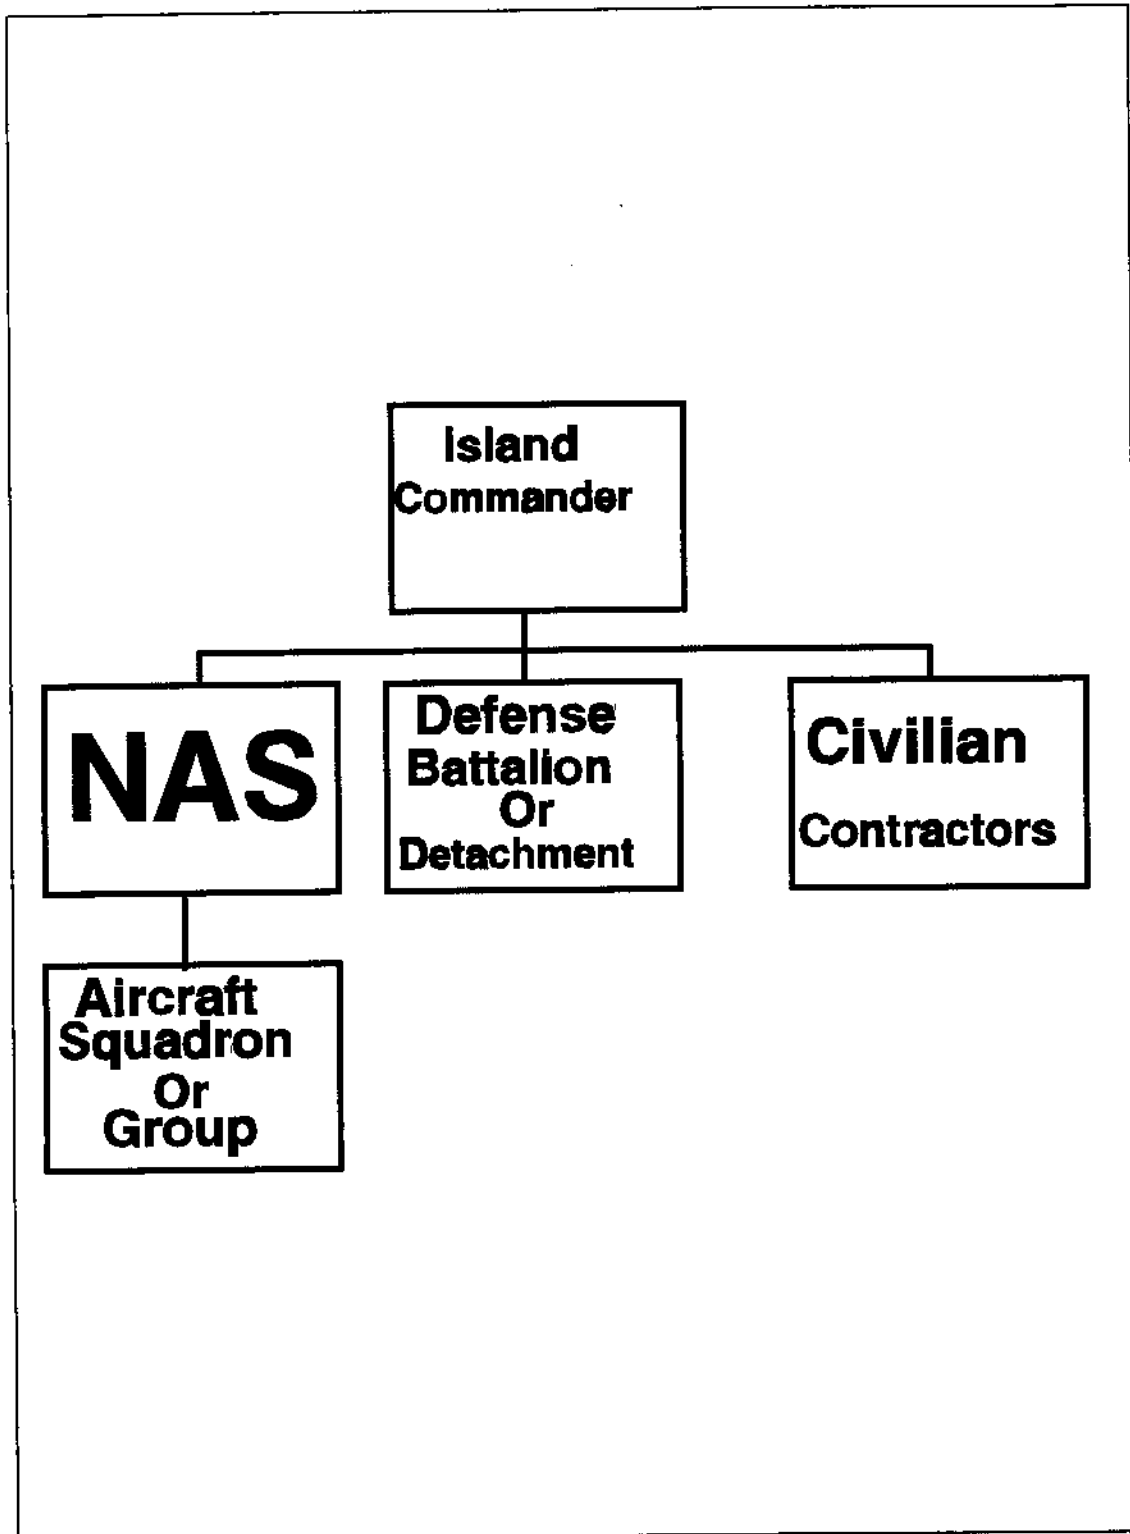 Island
Commander
NAS
Defense
Battalion
Or
Detachment
Civilian
Contractors
Aircraft
Squadron
Or
Group